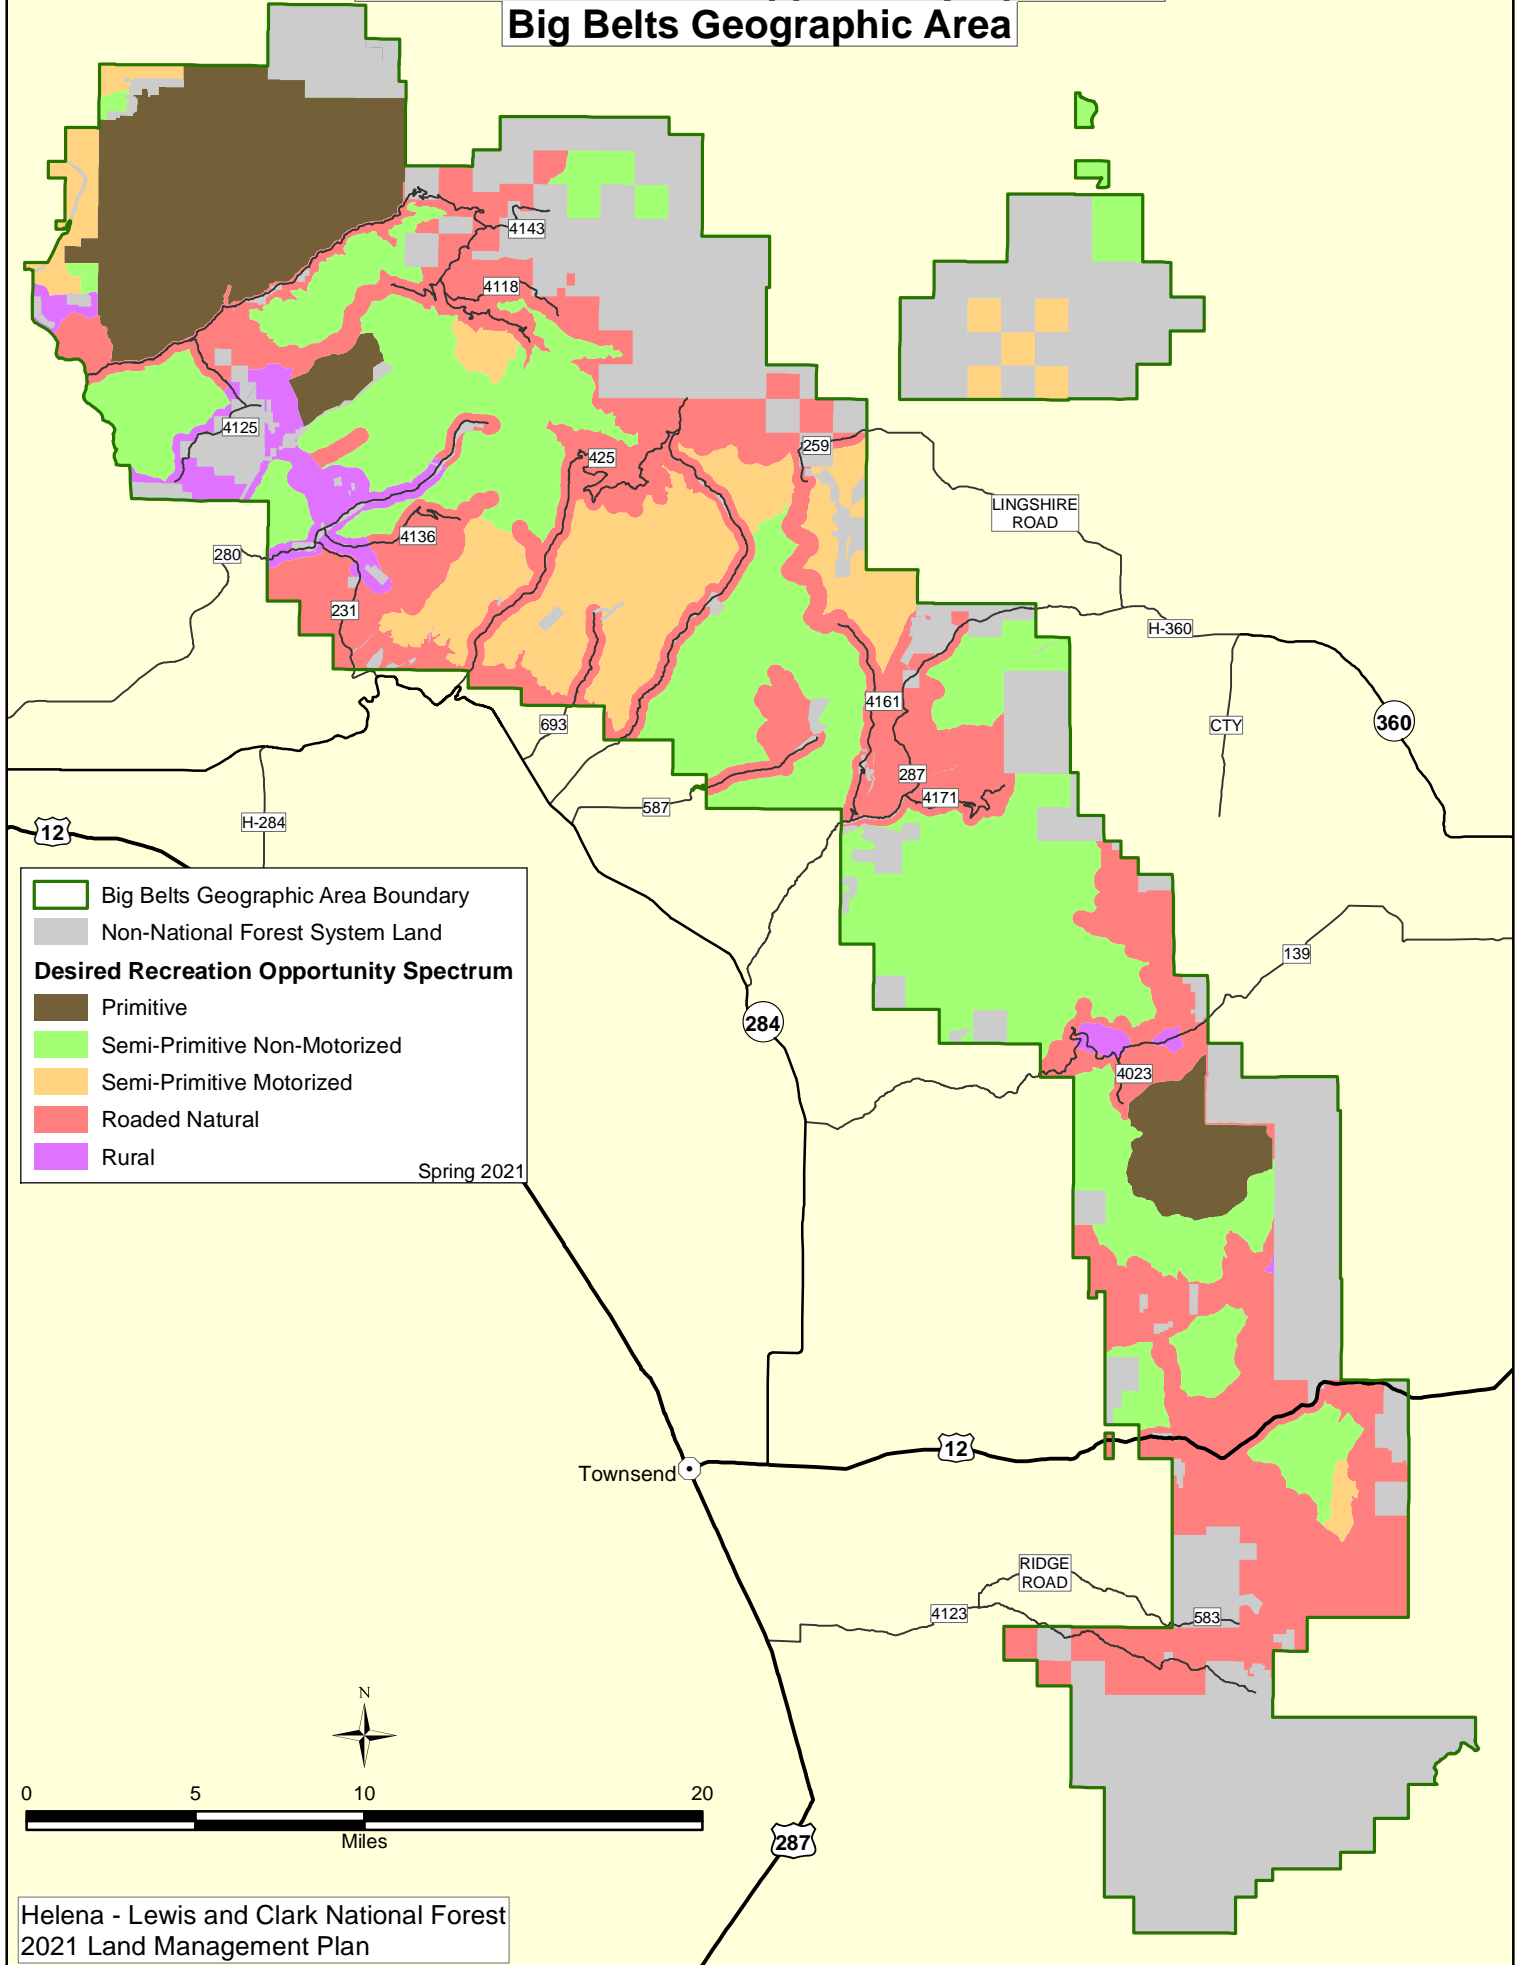 Big Belts Geographic Area
4143
4118
4125
425
259
LINGSHIRE
ROAD
4136
280
231
H-360
4161
360
693
CTY
287
4171
587
H-284
12
Big Belts Geographic Area Boundary
Non-National Forest System Land
Desired Recreation Opportunity Spectrum
Primitive
Semi-Primitive Non-Motorized
Semi-Primitive Motorized
Roaded Natural
Rural
Spring 2021
139
284
4023
12
Townsend
RIDGE
ROAD
4123
583
N
0 5 10 20
Miles
287
Helena - Lewis and Clark National Forest
2021 Land Management Plan